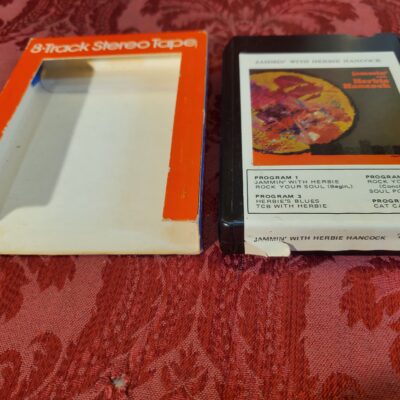 8-Track Stereo Tape
JAMMIN' WITH HERBIE HANCOCK
Jammin'
with
Herbie
Hancock
PROGRAM 1
JAMMIN' WITH HERBIE
ROCK YOUR SOUL (Begin.)
PROGRAM 3
HERBIE'S BLUES
TCB WITH HERBIE
PROGRAM
ROCK YO
(Concl
SOUL PO
PROG
CAT CA
JAMMIN' WITH HERBIE HANCOCK